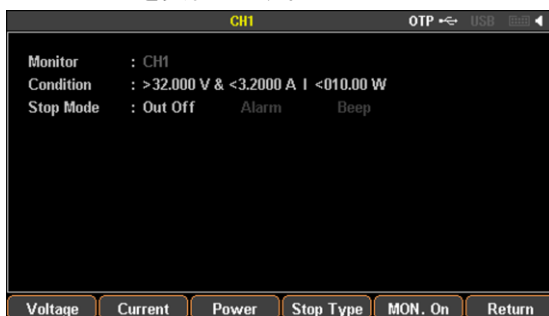 CH1 OTP USB
Monitor : CH1
Condition : >32.000 V & <3.2000 A I <010.00 W
Stop Mode : Out Off Alarm Beep
Voltage Current Power Stop Type MON. On Return